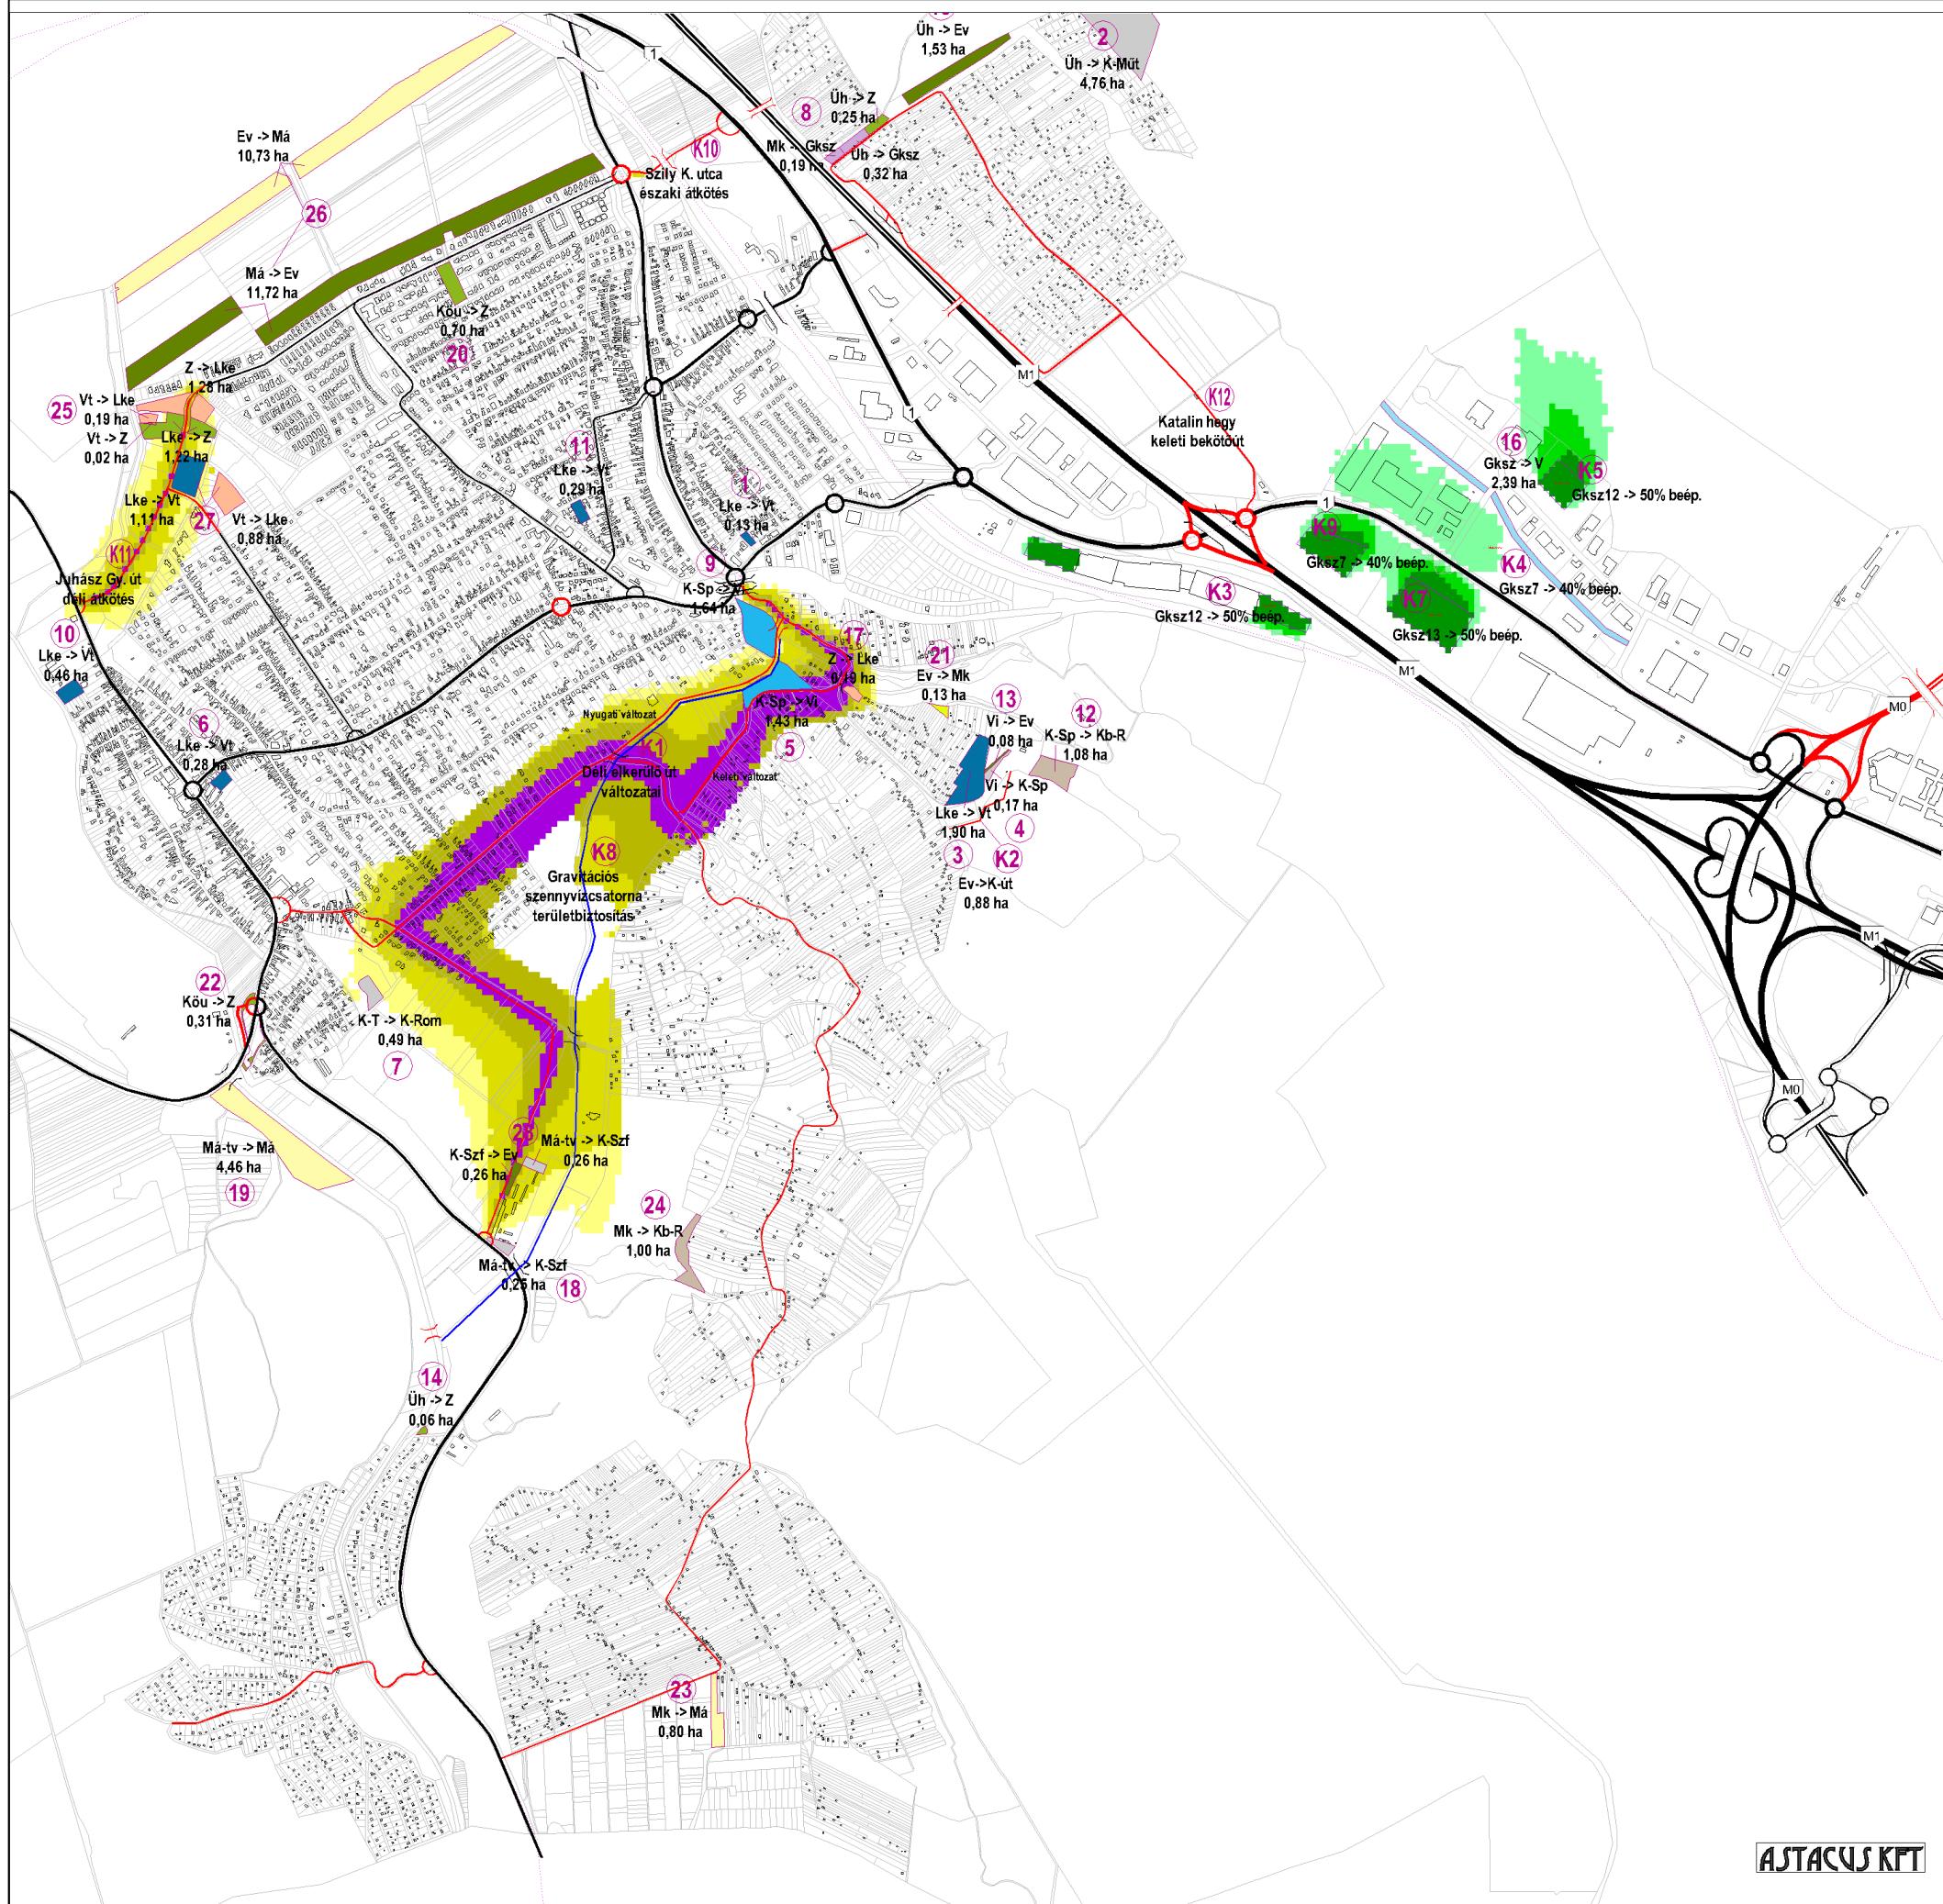 1
Üh -> Ev
1,53 ha
2
Üh -> K-Műt
4,76 ha
8
Üh -> Z
0,25 ha
Ev -> Má
10,73 ha
K10
Mk -> Gksz
0,19 ha
Üh -> Gksz
0,32 ha
Szily K. utca
északi átkötés
26
Má -> Ev
11,72 ha
Köu -> Z
0,70 ha
20
Z -> Lke
1,28 ha
M1
K12
Katalin hegy
keleti bekötőút
25
Vt -> Lke
0,19 ha
Vt -> Z
0,02 ha
Lke -> Z
1,22 ha
1
11
Lke -> Vt
0,29 ha
16
Gksz -> V
2,39 ha
K5
Gksz12 -> 50% beép.
1
Lke -> Vt
0,13 ha
Lke -> Vt
1,11 ha
27
Vt -> Lke
0,88 ha
1
K9
Gksz7 -> 40% beép.
K11
Juhász Gy. út
déli átkötés
9
K-Sp -> Vi
1,64 ha
K4
Gksz7 -> 40% beép.
K3
Gksz12 -> 50% beép.
K7
Gksz13 -> 50% beép.
10
Lke -> Vt
0,46 ha
17
Z -> Lke
0,19 ha
21
Ev -> Mk
0,13 ha
M1
6
Lke -> Vt
0,28 ha
Nyugati változat
K-Sp -> Vi
1,43 ha
5
13
Vi -> Ev
0,08 ha
12
K-Sp -> Kb-R
1,08 ha
M0
K1
Déli elkerülő út
változatai
Keleti változat
Vi -> K-Sp
0,17 ha
4
Lke -> Vt
1,90 ha
3
K2
Ev->K-út
0,88 ha
K8
Gravitációs
szennyvízcsatorna
területbiztosítás
M1
22
Köu -> Z
0,31 ha
K-T -> K-Rom
0,49 ha
7
M0
Má-tv -> Má
4,46 ha
19
28
K-Szf -> Ev
0,26 ha
Má-tv -> K-Szf
0,26 ha
24
Mk -> Kb-R
1,00 ha
Má-tv -> K-Szf
0,25 ha
18
14
Üh -> Z
0,06 ha
23
Mk -> Má
0,80 ha
ASTACUS KFT